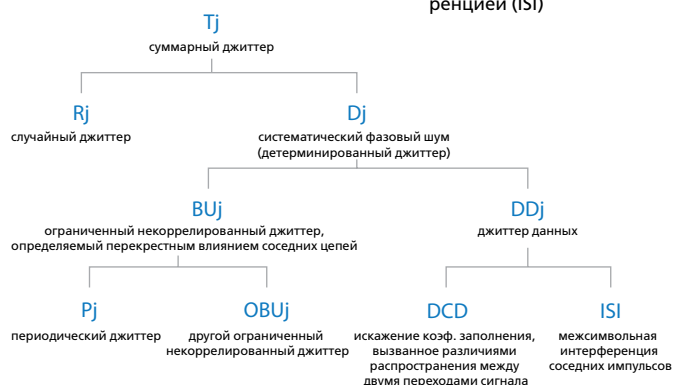 ренцией (ISI)
Tj
суммарный джиттер
Rj
Dj
случайный джиттер
систематический фазовый шум
(детерминированный джиттер)
BUj
DDj
ограниченный некоррелированный джиттер,
определяемый перекрестным влиянием соседних цепей
джиттер данных
Pj
OBUj
DCD
ISI
периодический джиттер
другой ограниченный
некоррелированный джиттер
искажение коэф. заполнения,
вызванное различиями
распространения между
двумя переходами сигнала
межсимвольная
интерференция
соседних импульсов